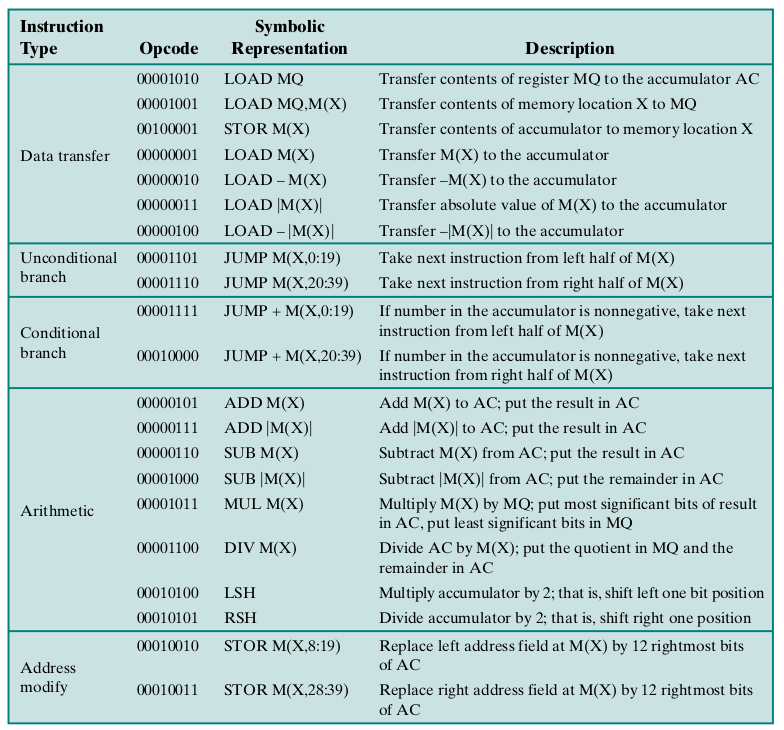 Instruction Type Opcode Symbolic Representation Description
Data transfer
00001010 LOAD MQ Transfer contents of register MQ to the accumulator AC
00001001 LOAD MQ,M(X) Transfer contents of memory location X to MQ
00100001 STOR M(X) Transfer contents of accumulator to memory location X
00000001 LOAD M(X) Transfer M(X) to the accumulator
00000010 LOAD – M(X) Transfer –M(X) to the accumulator
00000011 LOAD |M(X)| Transfer absolute value of M(X) to the accumulator
00000100 LOAD – |M(X)| Transfer –|M(X)| to the accumulator
Unconditional
branch
00001101 JUMP M(X,0:19) Take next instruction from left half of M(X)
00001110 JUMP M(X,20:39) Take next instruction from right half of M(X)
Conditional
branch
00001111 JUMP + M(X,0:19) If number in the accumulator is nonnegative, take next
instruction from left half of M(X)
00010000 JUMP + M(X,20:39) If number in the accumulator is nonnegative, take next
instruction from right half of M(X)
Arithmetic
00000101 ADD M(X) Add M(X) to AC; put the result in AC
00000111 ADD |M(X)| Add |M(X)| to AC; put the result in AC
00000110 SUB M(X) Subtract M(X) from AC; put the result in AC
00001000 SUB |M(X)| Subtract |M(X)| from AC; put the remainder in AC
00001011 MUL M(X) Multiply M(X) by MQ; put most significant bits of result
in AC, put least significant bits in MQ
00001100 DIV M(X) Divide AC by M(X); put the quotient in MQ and the
remainder in AC
00010100 LSH Multiply accumulator by 2; that is, shift left one bit position
00010101 RSH Divide accumulator by 2; that is, shift right one position
Address
modify
00010010 STOR M(X,8:19) Replace left address field at M(X) by 12 rightmost bits
of AC
00010011 STOR M(X,28:39) Replace right address field at M(X) by 12 rightmost bits
of AC